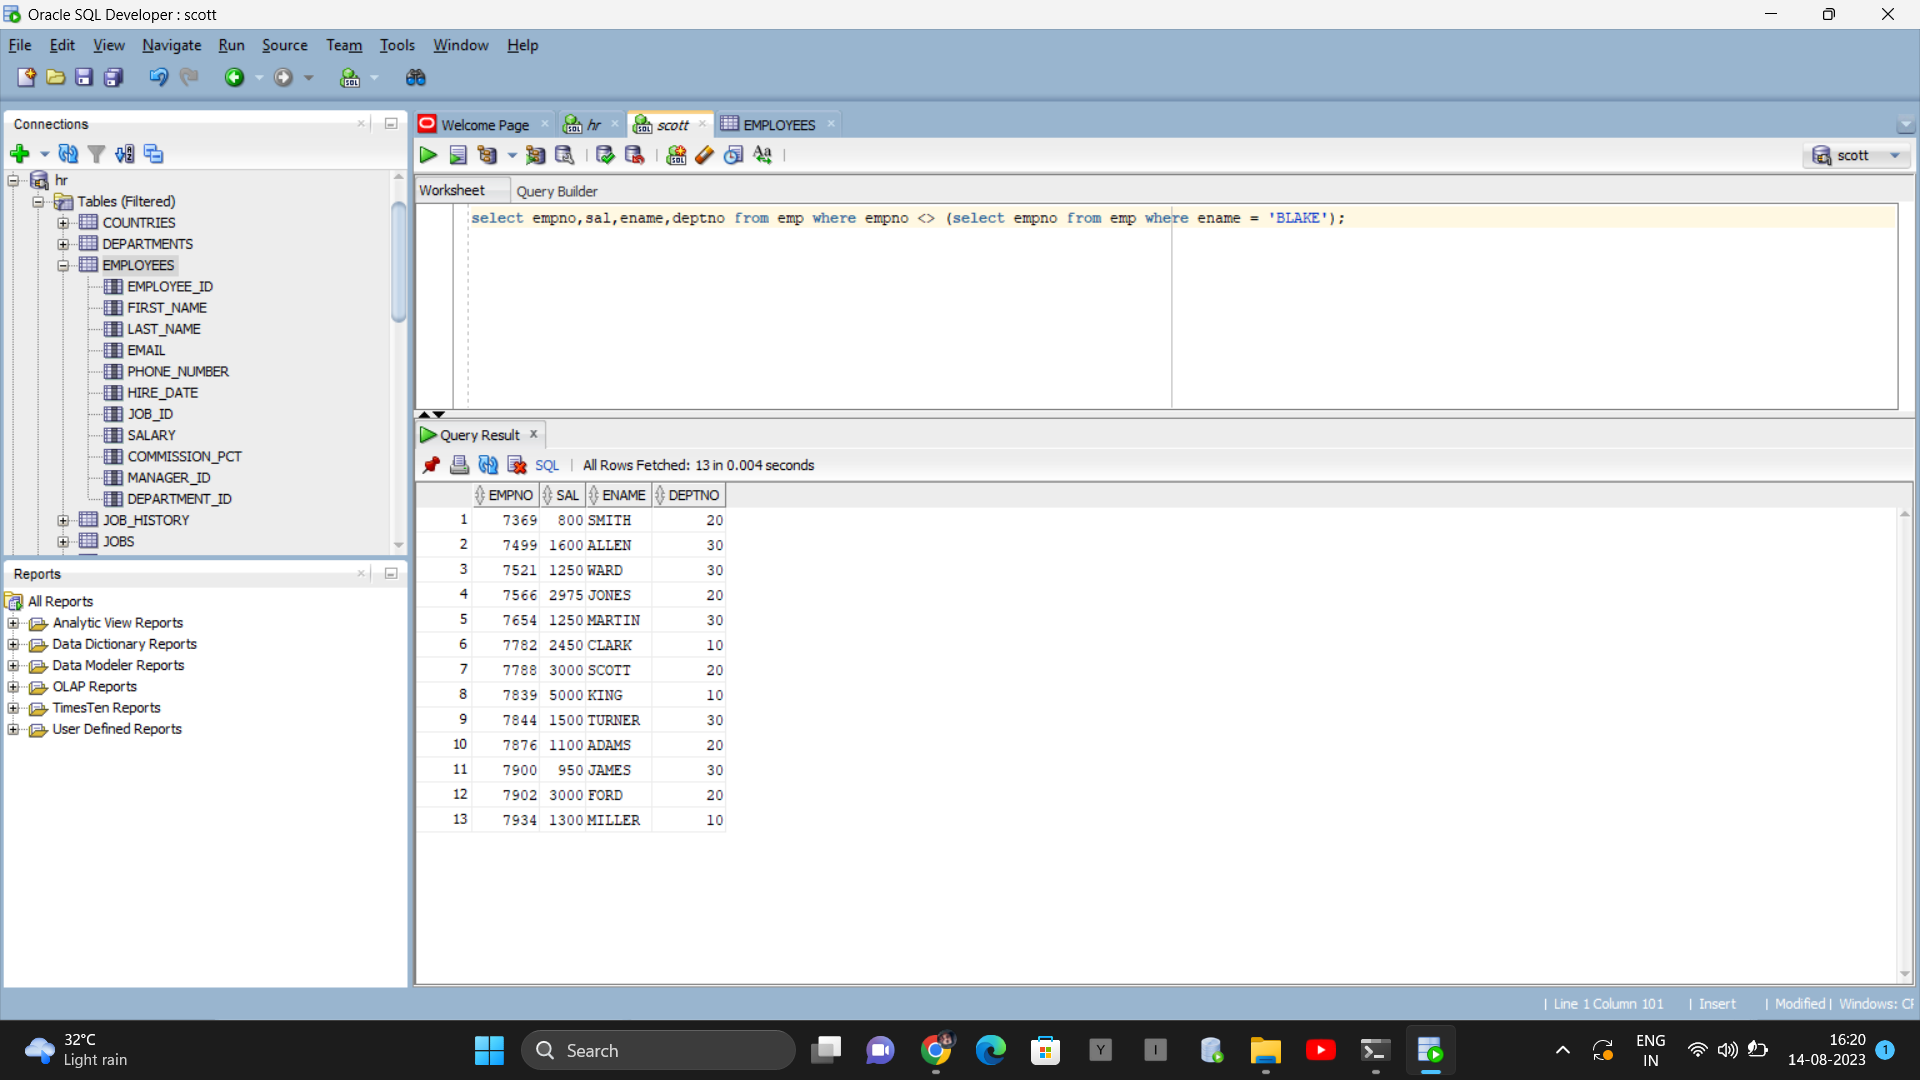 Oracle SQL Developer : scott
File Edit View Navigate Run Source Team Tools Window Help
Connections
Welcome Page hr scott EMPLOYEES
scott
hr
Tables (Filtered)
COUNTRIES
DEPARTMENTS
EMPLOYEES
EMPLOYEE_ID
FIRST_NAME
LAST_NAME
EMAIL
PHONE_NUMBER
HIRE_DATE
JOB_ID
SALARY
COMMISSION_PCT
MANAGER_ID
DEPARTMENT_ID
JOB_HISTORY
JOBS
Worksheet Query Builder
select empno,sal,ename,deptno from emp where empno <> (select empno from emp where ename = 'BLAKE');
Query Result
SQL | All Rows Fetched: 13 in 0.004 seconds
EMPNO SAL ENAME DEPTNO
1 7369 800 SMITH 20
2 7499 1600 ALLEN 30
3 7521 1250 WARD 30
4 7566 2975 JONES 20
5 7654 1250 MARTIN 30
6 7782 2450 CLARK 10
7 7788 3000 SCOTT 20
8 7839 5000 KING 10
9 7844 1500 TURNER 30
10 7876 1100 ADAMS 20
11 7900 950 JAMES 30
12 7902 3000 FORD 20
13 7934 1300 MILLER 10
Reports
All Reports
Analytic View Reports
Data Dictionary Reports
Data Modeler Reports
OLAP Reports
TimesTen Reports
User Defined Reports
| Line 1 Column 101 | Insert | Modified | Windows:
32°C
Light rain
Search
Y
I
ENG
IN
16:20
14-08-2023
1